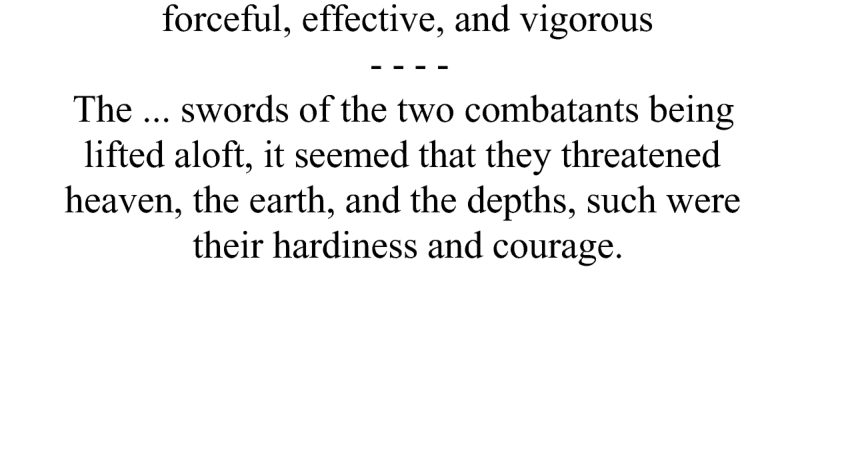 forceful, effective, and vigorous
- - - -
The ... swords of the two combatants being
lifted aloft, it seemed that they threatened
heaven, the earth, and the depths, such were
their hardiness and courage.